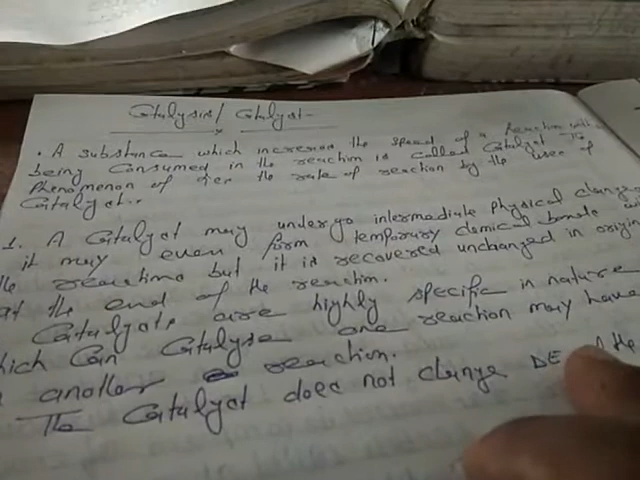 Catalysis/ Catalyst-
. A substance which increases the speed of a Reaction
being consumed in the reaction is called Catalyst The
Phenomenon of the rate of reaction by the use of
Catalyst..
1. A Catalyst may undergo intermediate physical change
it may even form temporary chemical bonds
the reactions but it is recovered unchanged in origin
at the end of the reaction.
Catalysts are highly specific in nature
hich Can Catalyse one reaction may have
another reaction.
The Catalyst does not change the